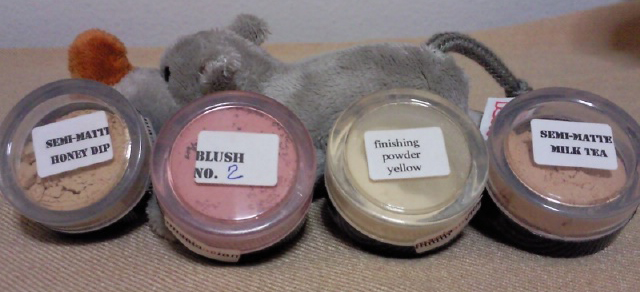 SEMI-MATTE
HONEY DIP
BLUSH
NO. 2
finishing
powder
yellow
SEMI-MATTE
MILK TEA